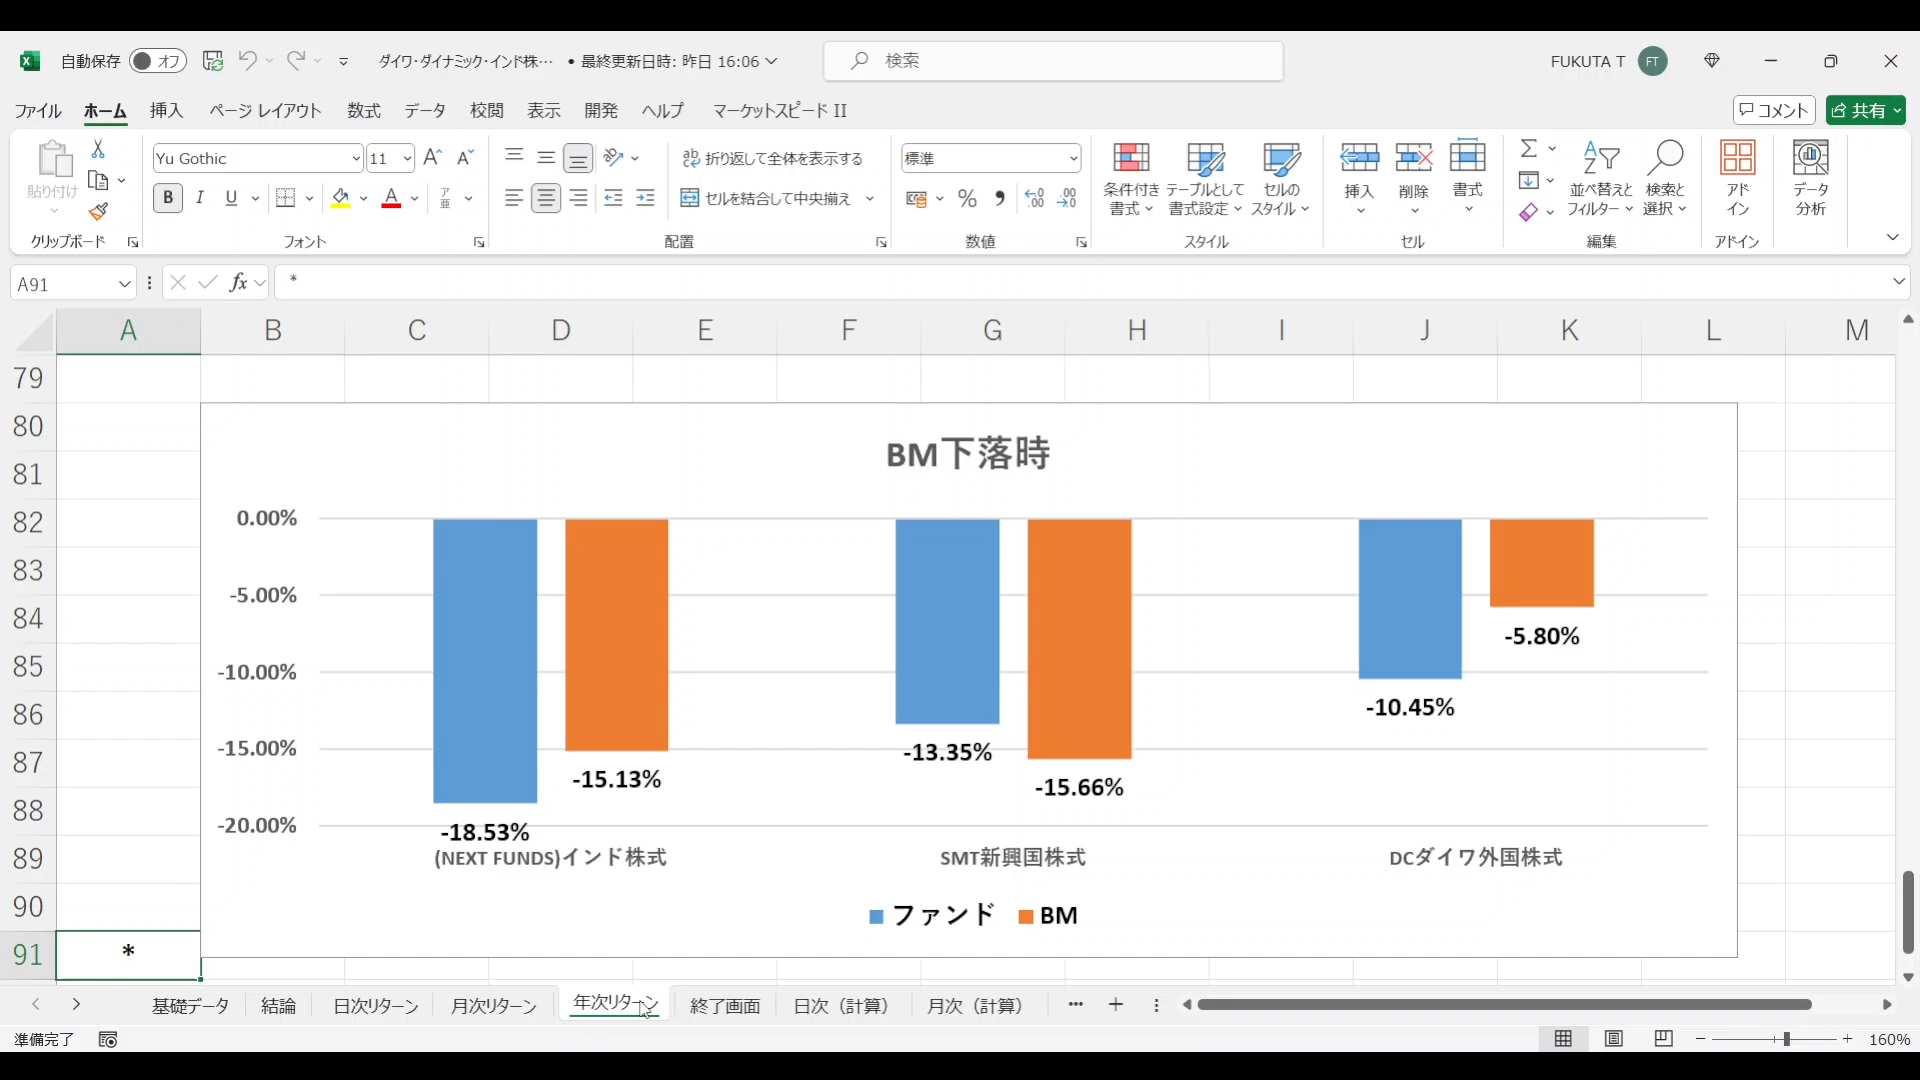 自動保存 オフ ダイワ・ダイナミック・インド株… • 最終更新日時: 昨日 16:06 検索 FUKUTA T FT
ファイル ホーム 挿入 ページ レイアウト 数式 データ 校閲 表示 開発 ヘルプ マーケットスピード II コメント 共有
貼り付け
クリップボード
Yu Gothic 11
B I U A ア亜
フォント
ab 折り返して全体を表示する
セルを結合して中央揃え
配置
標準
% 9 .00 .00
数値
条件付き書式 テーブルとして書式設定 セルのスタイル
スタイル
挿入 削除 書式
セル
並べ替えとフィルター 検索と選択
編集
アドイン
アドイン
データ分析
A91 fx *
A B C D E F G H I J K L M
79
80
81
82
83
84
85
86
87
88
89
90
91 *
BM下落時
0.00%
-5.00%
-10.00%
-15.00%
-20.00%
-18.53%
-15.13%
-13.35%
-15.66%
-10.45%
-5.80%
(NEXT FUNDS)インド株式 SMT新興国株式 DCダイワ外国株式
ファンド BM
基礎データ 結論 日次リターン 月次リターン 年次リターン 終了画面 日次（計算） 月次（計算） …
準備完了 160%